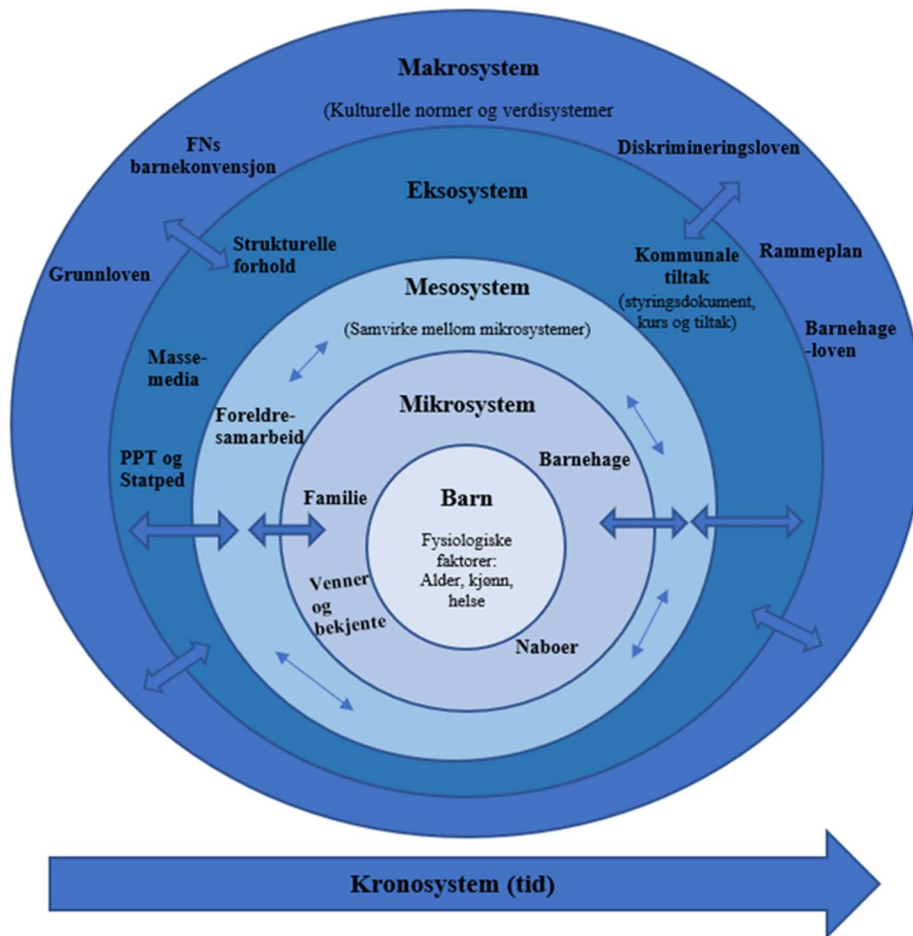 Makrosystem
(Kulturelle normer og verdisystemer
FNs
barnekonvensjon
Diskrimineringsloven
Eksosystem
Strukturelle
forhold
Grunnloven
Kommunale
tiltak
(styringsdokument,
kurs og tiltak)
Rammeplan
Barnehage
-loven
Mesosystem
(Samvirke mellom mikrosystemer)
Masse-
media
Foreldre-
samarbeid
PPT og
Statped
Mikrosystem
Familie
Barnehage
Venner
og
bekjente
Naboer
Barn
Fysiologiske
faktorer:
Alder, kjønn,
helse
Kronosystem (tid)